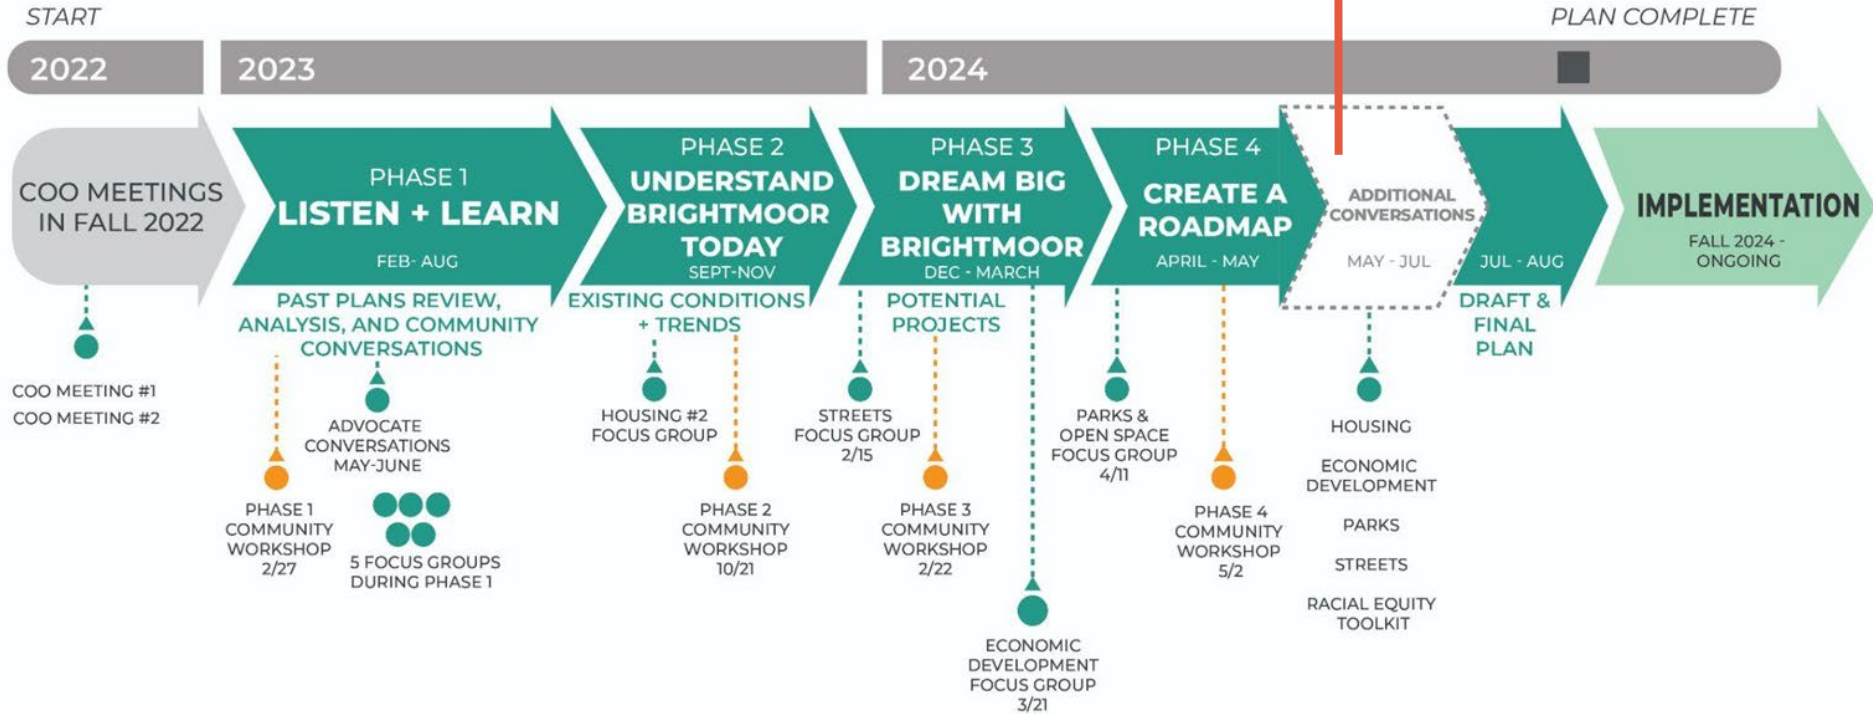 START
PLAN COMPLETE
2022
2023
2024
COO MEETINGS
IN FALL 2022
PHASE 1
LISTEN + LEARN
FEB- AUG
PHASE 2
UNDERSTAND
BRIGHTMOOR
TODAY
SEPT-NOV
PHASE 3
DREAM BIG
WITH
BRIGHTMOOR
DEC - MARCH
PHASE 4
CREATE A
ROADMAP
APRIL - MAY
ADDITIONAL
CONVERSATIONS
MAY - JUL
JUL - AUG
IMPLEMENTATION
FALL 2024 -
ONGOING
PAST PLANS REVIEW,
ANALYSIS, AND COMMUNITY
CONVERSATIONS
EXISTING CONDITIONS
+ TRENDS
POTENTIAL
PROJECTS
DRAFT &
FINAL
PLAN
COO MEETING #1
COO MEETING #2
PHASE 1
COMMUNITY
WORKSHOP
2/27
ADVOCATE
CONVERSATIONS
MAY-JUNE
5 FOCUS GROUPS
DURING PHASE 1
HOUSING #2
FOCUS GROUP
PHASE 2
COMMUNITY
WORKSHOP
10/21
STREETS
FOCUS GROUP
2/15
PHASE 3
COMMUNITY
WORKSHOP
2/22
ECONOMIC
DEVELOPMENT
FOCUS GROUP
3/21
PARKS &
OPEN SPACE
FOCUS GROUP
4/11
PHASE 4
COMMUNITY
WORKSHOP
5/2
HOUSING
ECONOMIC
DEVELOPMENT
PARKS
STREETS
RACIAL EQUITY
TOOLKIT